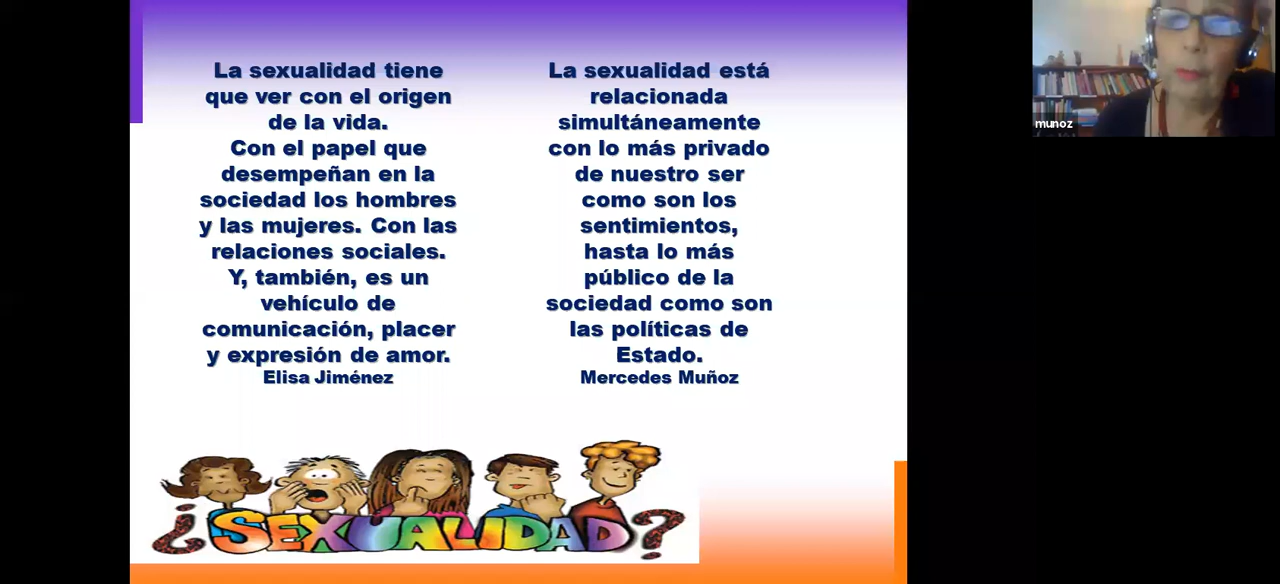 La sexualidad tiene
que ver con el origen
de la vida.
Con el papel que
desempeñan en la
sociedad los hombres
y las mujeres. Con las
relaciones sociales.
Y, también, es un
vehículo de
comunicación, placer
y expresión de amor.
Elisa Jiménez
La sexualidad está
relacionada
simultáneamente
con lo más privado
de nuestro ser
como son los
sentimientos,
hasta lo más
público de la
sociedad como son
las políticas de
Estado.
Mercedes Muñoz
¿SEXUALIDAD?
munoz